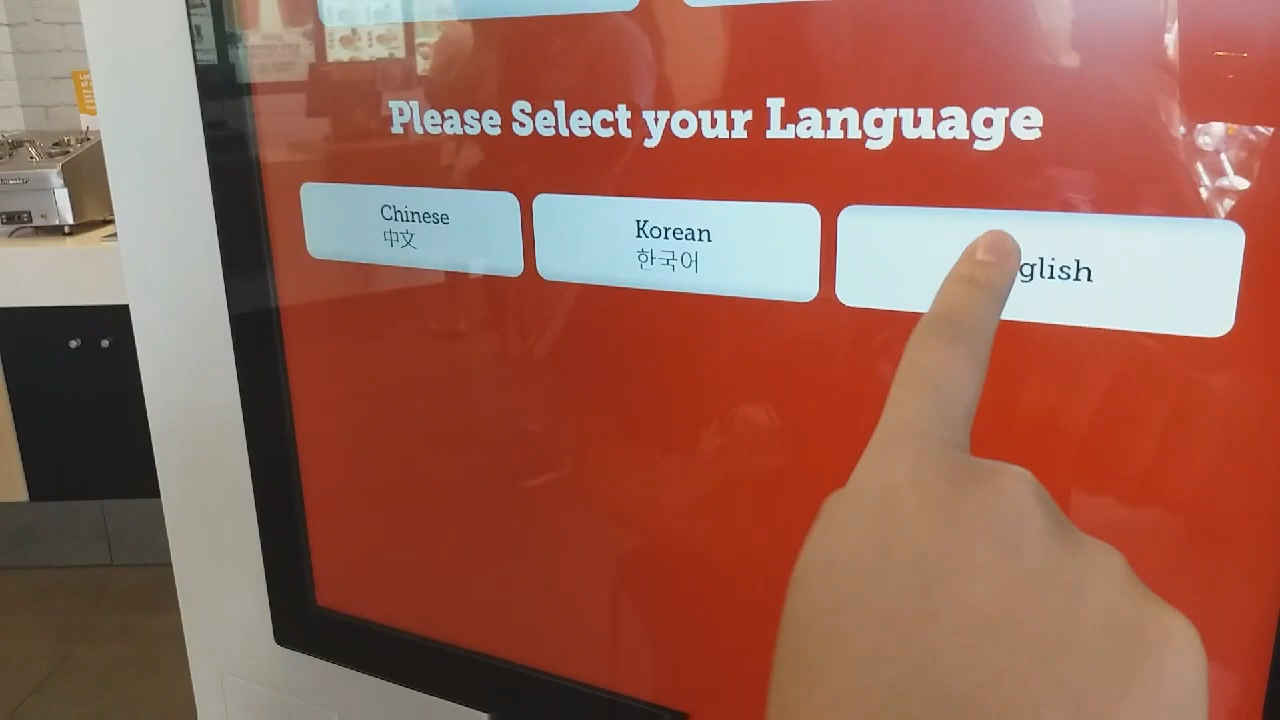 Please Select your Language
Chinese
中文
Korean
한국어
glish